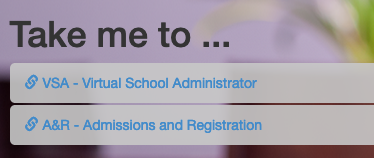 Take me to ...
VSA - Virtual School Administrator
A&R - Admissions and Registration